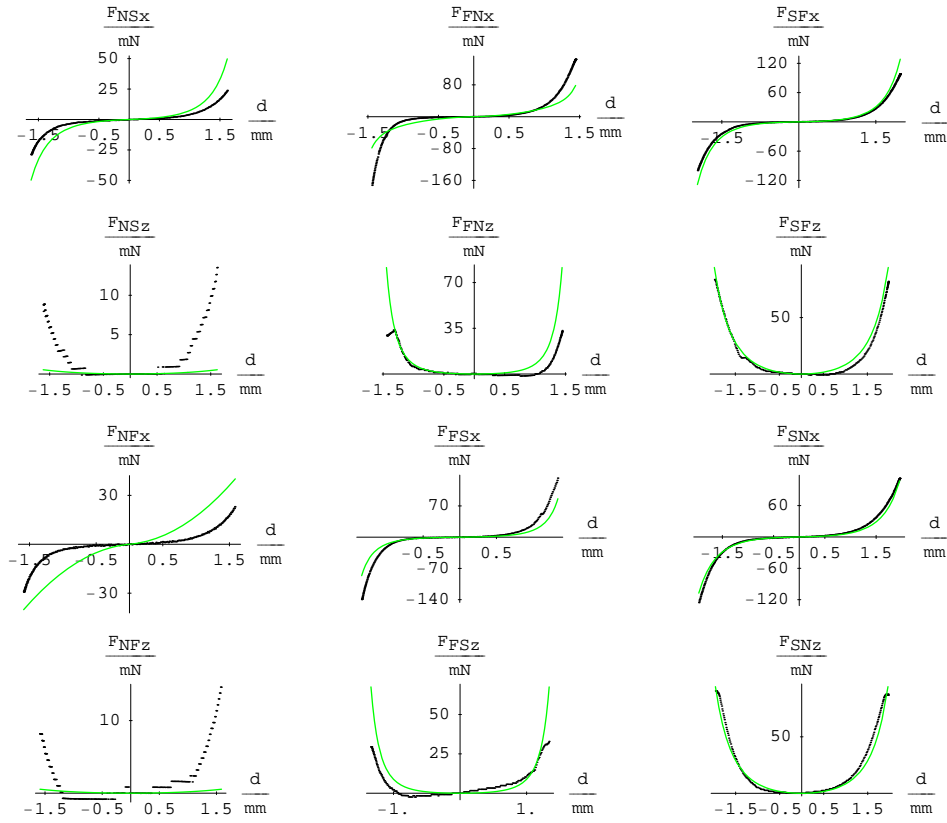 F_NSx F_FNx F_SFx
mN mN mN
50 80 120
25 60
d d d
-1.5 -0.5 0.5 1.5 mm -1.5 -0.5 0.5 1.5 mm -1.5 1.5 mm
-25 -80 -60
-50 -160 -120
F_NSz F_FNz F_SFz
mN mN mN
10 70 50
5 35
d d d
-1.5 -0.5 0.5 1.5 mm -1.5 -0.5 0.5 1.5 mm -1.5 -0.5 0.5 1.5 mm
F_NFx F_FSx F_SNx
mN mN mN
30 70 60
d d d
-1.5 -0.5 0.5 1.5 mm -0.5 0.5 mm -1.5 -0.5 0.5 1.5 mm
-30 -70 -60
-140 -120
F_NFz F_FSz F_SNz
mN mN mN
10 50 50
25
d d d
-1.5 -0.5 0.5 1.5 mm -1. 1. mm -1.5 -0.5 0.5 1.5 mm